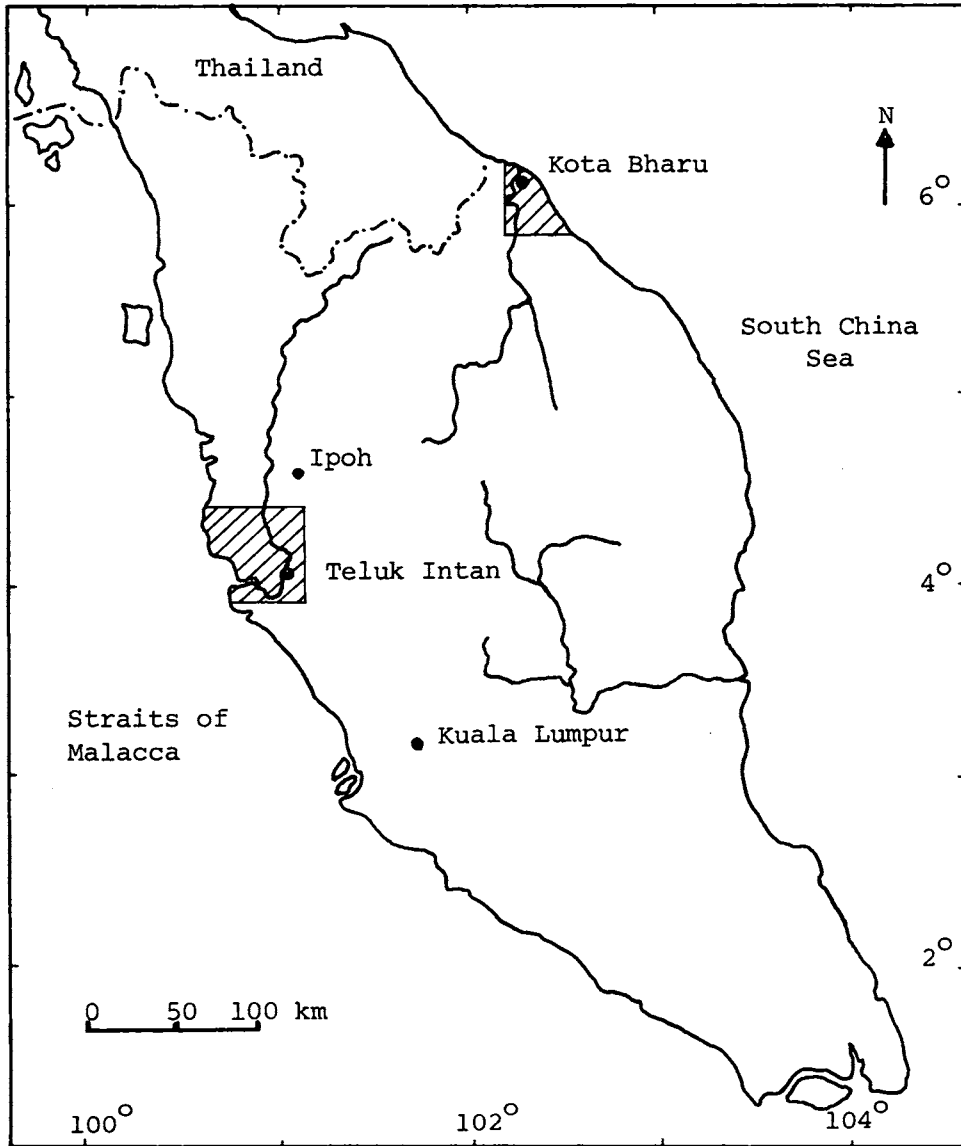 Thailand
N
Kota Bharu
6°
South China
Sea
Ipoh
Teluk Intan
4°
Straits of
Malacca
Kuala Lumpur
2°
0 50 100 km
100°
102°
104°